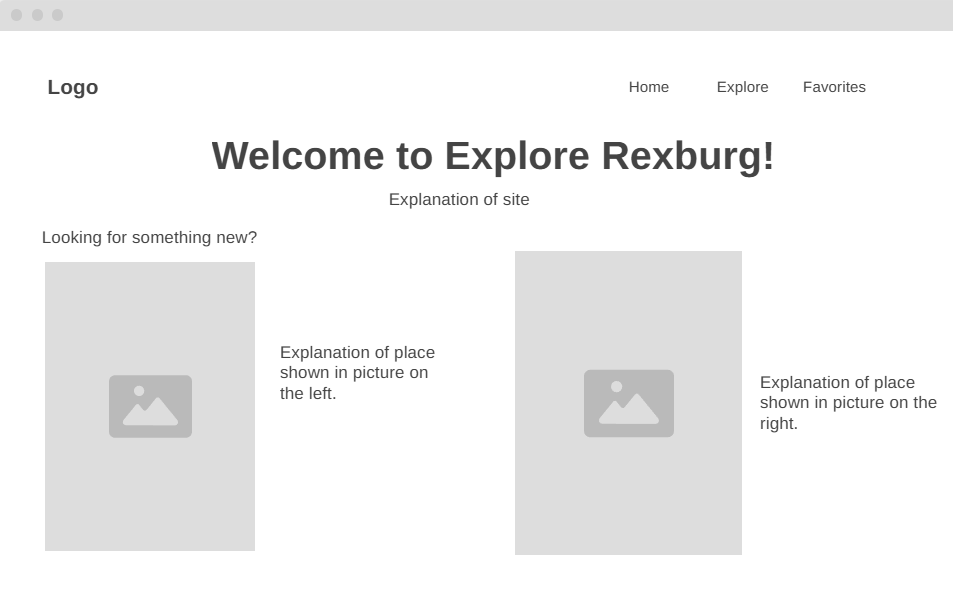 Logo
Home Explore Favorites
Welcome to Explore Rexburg!
Explanation of site
Looking for something new?
Explanation of place
shown in picture on
the left.
Explanation of place
shown in picture on the
right.